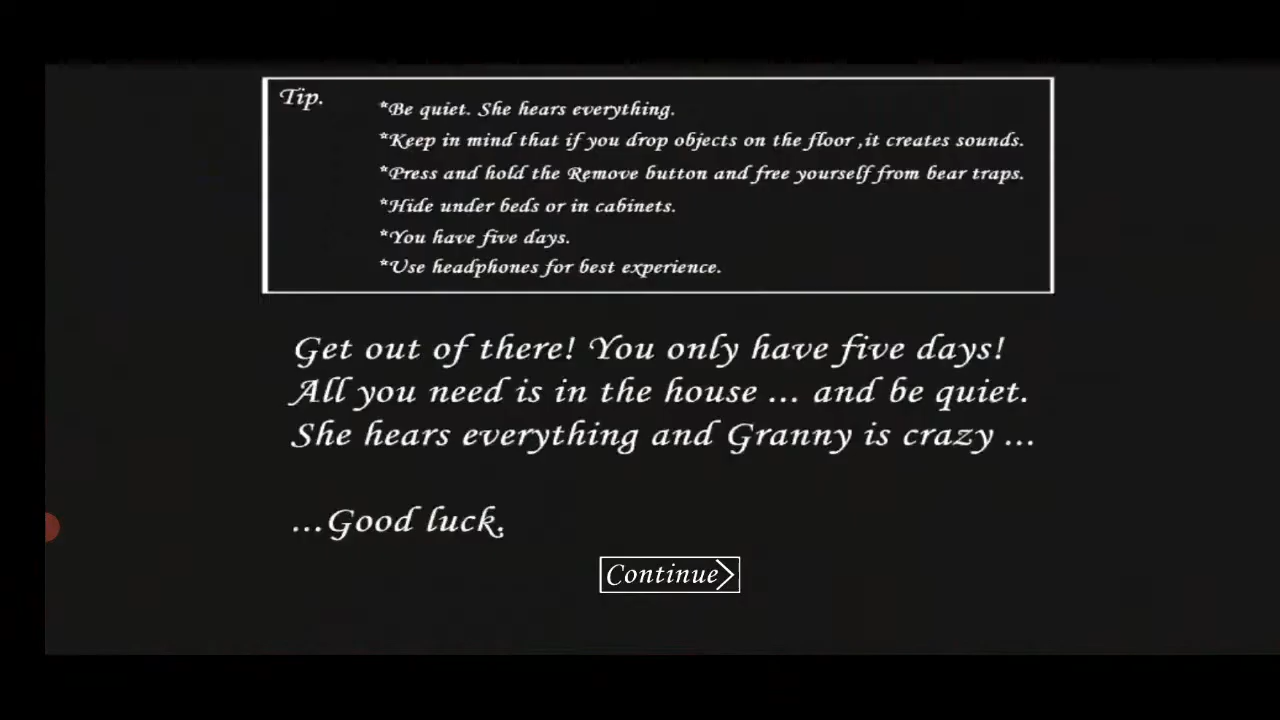 Tip.
*Be quiet. She hears everything.
*Keep in mind that if you drop objects on the floor ,it creates sounds.
*Press and hold the Remove button and free yourself from bear traps.
*Hide under beds or in cabinets.
*You have five days.
*Use headphones for best experience.
Get out of there! You only have five days!
All you need is in the house ... and be quiet.
She hears everything and Granny is crazy ...
...Good luck.
Continue>